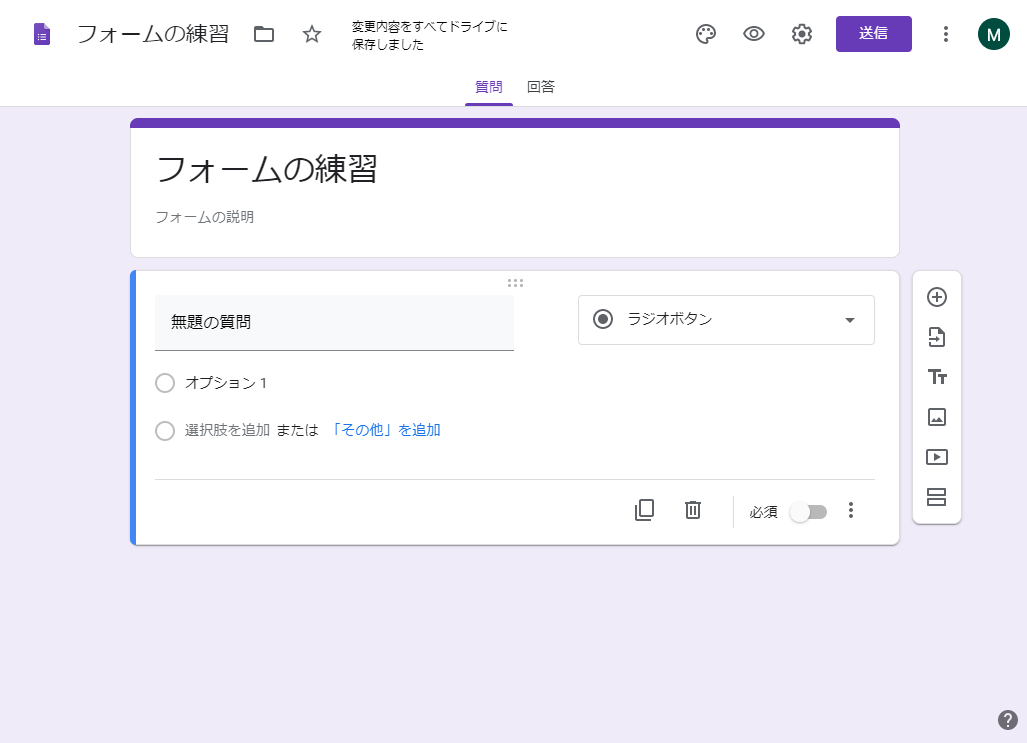 フォームの練習
変更内容をすべてドライブに
保存しました
送信
M
質問
回答
フォームの練習
フォームの説明
無題の質問
ラジオボタン
オプション 1
選択肢を追加 または 「その他」を追加
Tт
必須
?